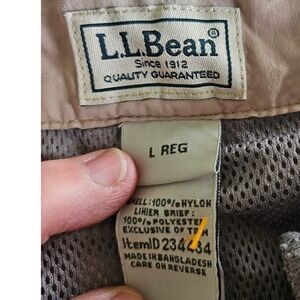 L.L.Bean®
Since 1912
QUALITY GUARANTEED
L REG
SHELL: 100% NYLON
LINER BRIEF:
100% POLYESTER
EXCLUSIVE OF
ItemID
MADE IN BANGLADESH
CARE ON REVERSE